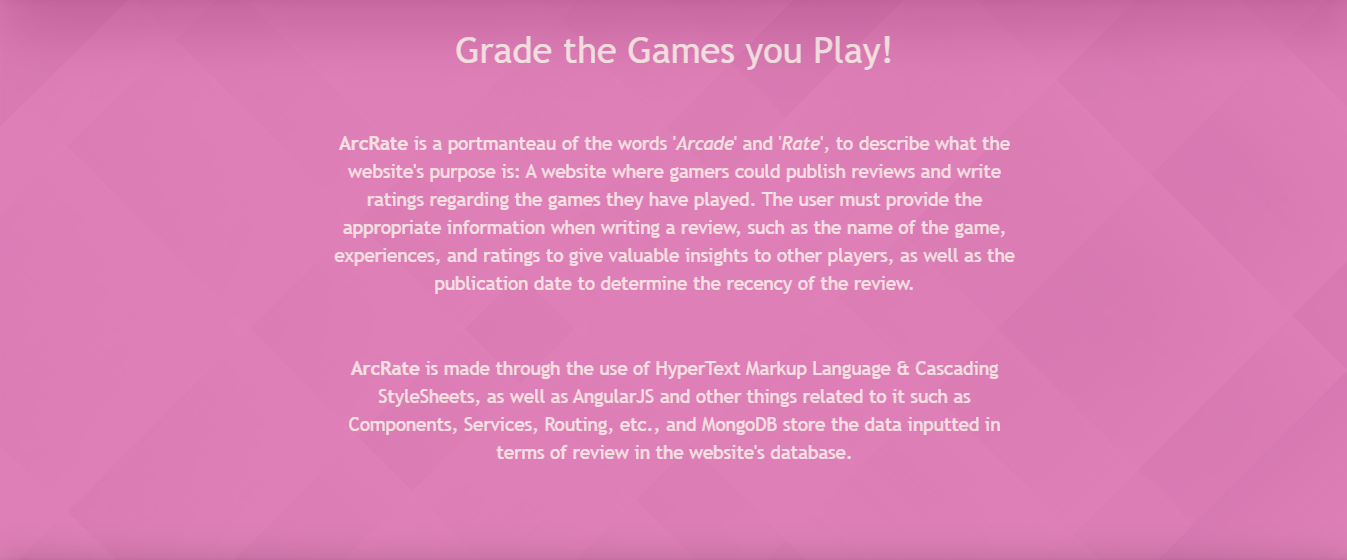 Grade the Games you Play!
ArcRate is a portmanteau of the words 'Arcade' and 'Rate', to describe what the
website's purpose is: A website where gamers could publish reviews and write
ratings regarding the games they have played. The user must provide the
appropriate information when writing a review, such as the name of the game,
experiences, and ratings to give valuable insights to other players, as well as the
publication date to determine the recency of the review.
ArcRate is made through the use of HyperText Markup Language & Cascading
StyleSheets, as well as AngularJS and other things related to it such as
Components, Services, Routing, etc., and MongoDB store the data inputted in
terms of review in the website's database.